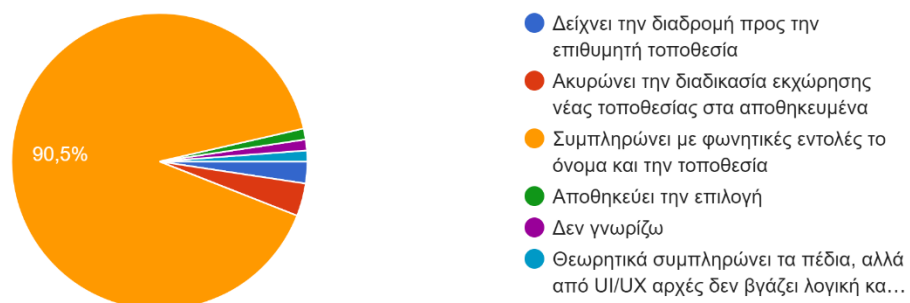 90,5%
Δείχνει την διαδρομή προς την
επιθυμητή τοποθεσία
Ακυρώνει την διαδικασία εκχώρησης
νέας τοποθεσίας στα αποθηκευμένα
Συμπληρώνει με φωνητικές εντολές το
όνομα και την τοποθεσία
Αποθηκεύει την επιλογή
Δεν γνωρίζω
Θεωρητικά συμπληρώνει τα πέδια, αλλά
από UI/UX αρχές δεν βγάζει λογική κα…